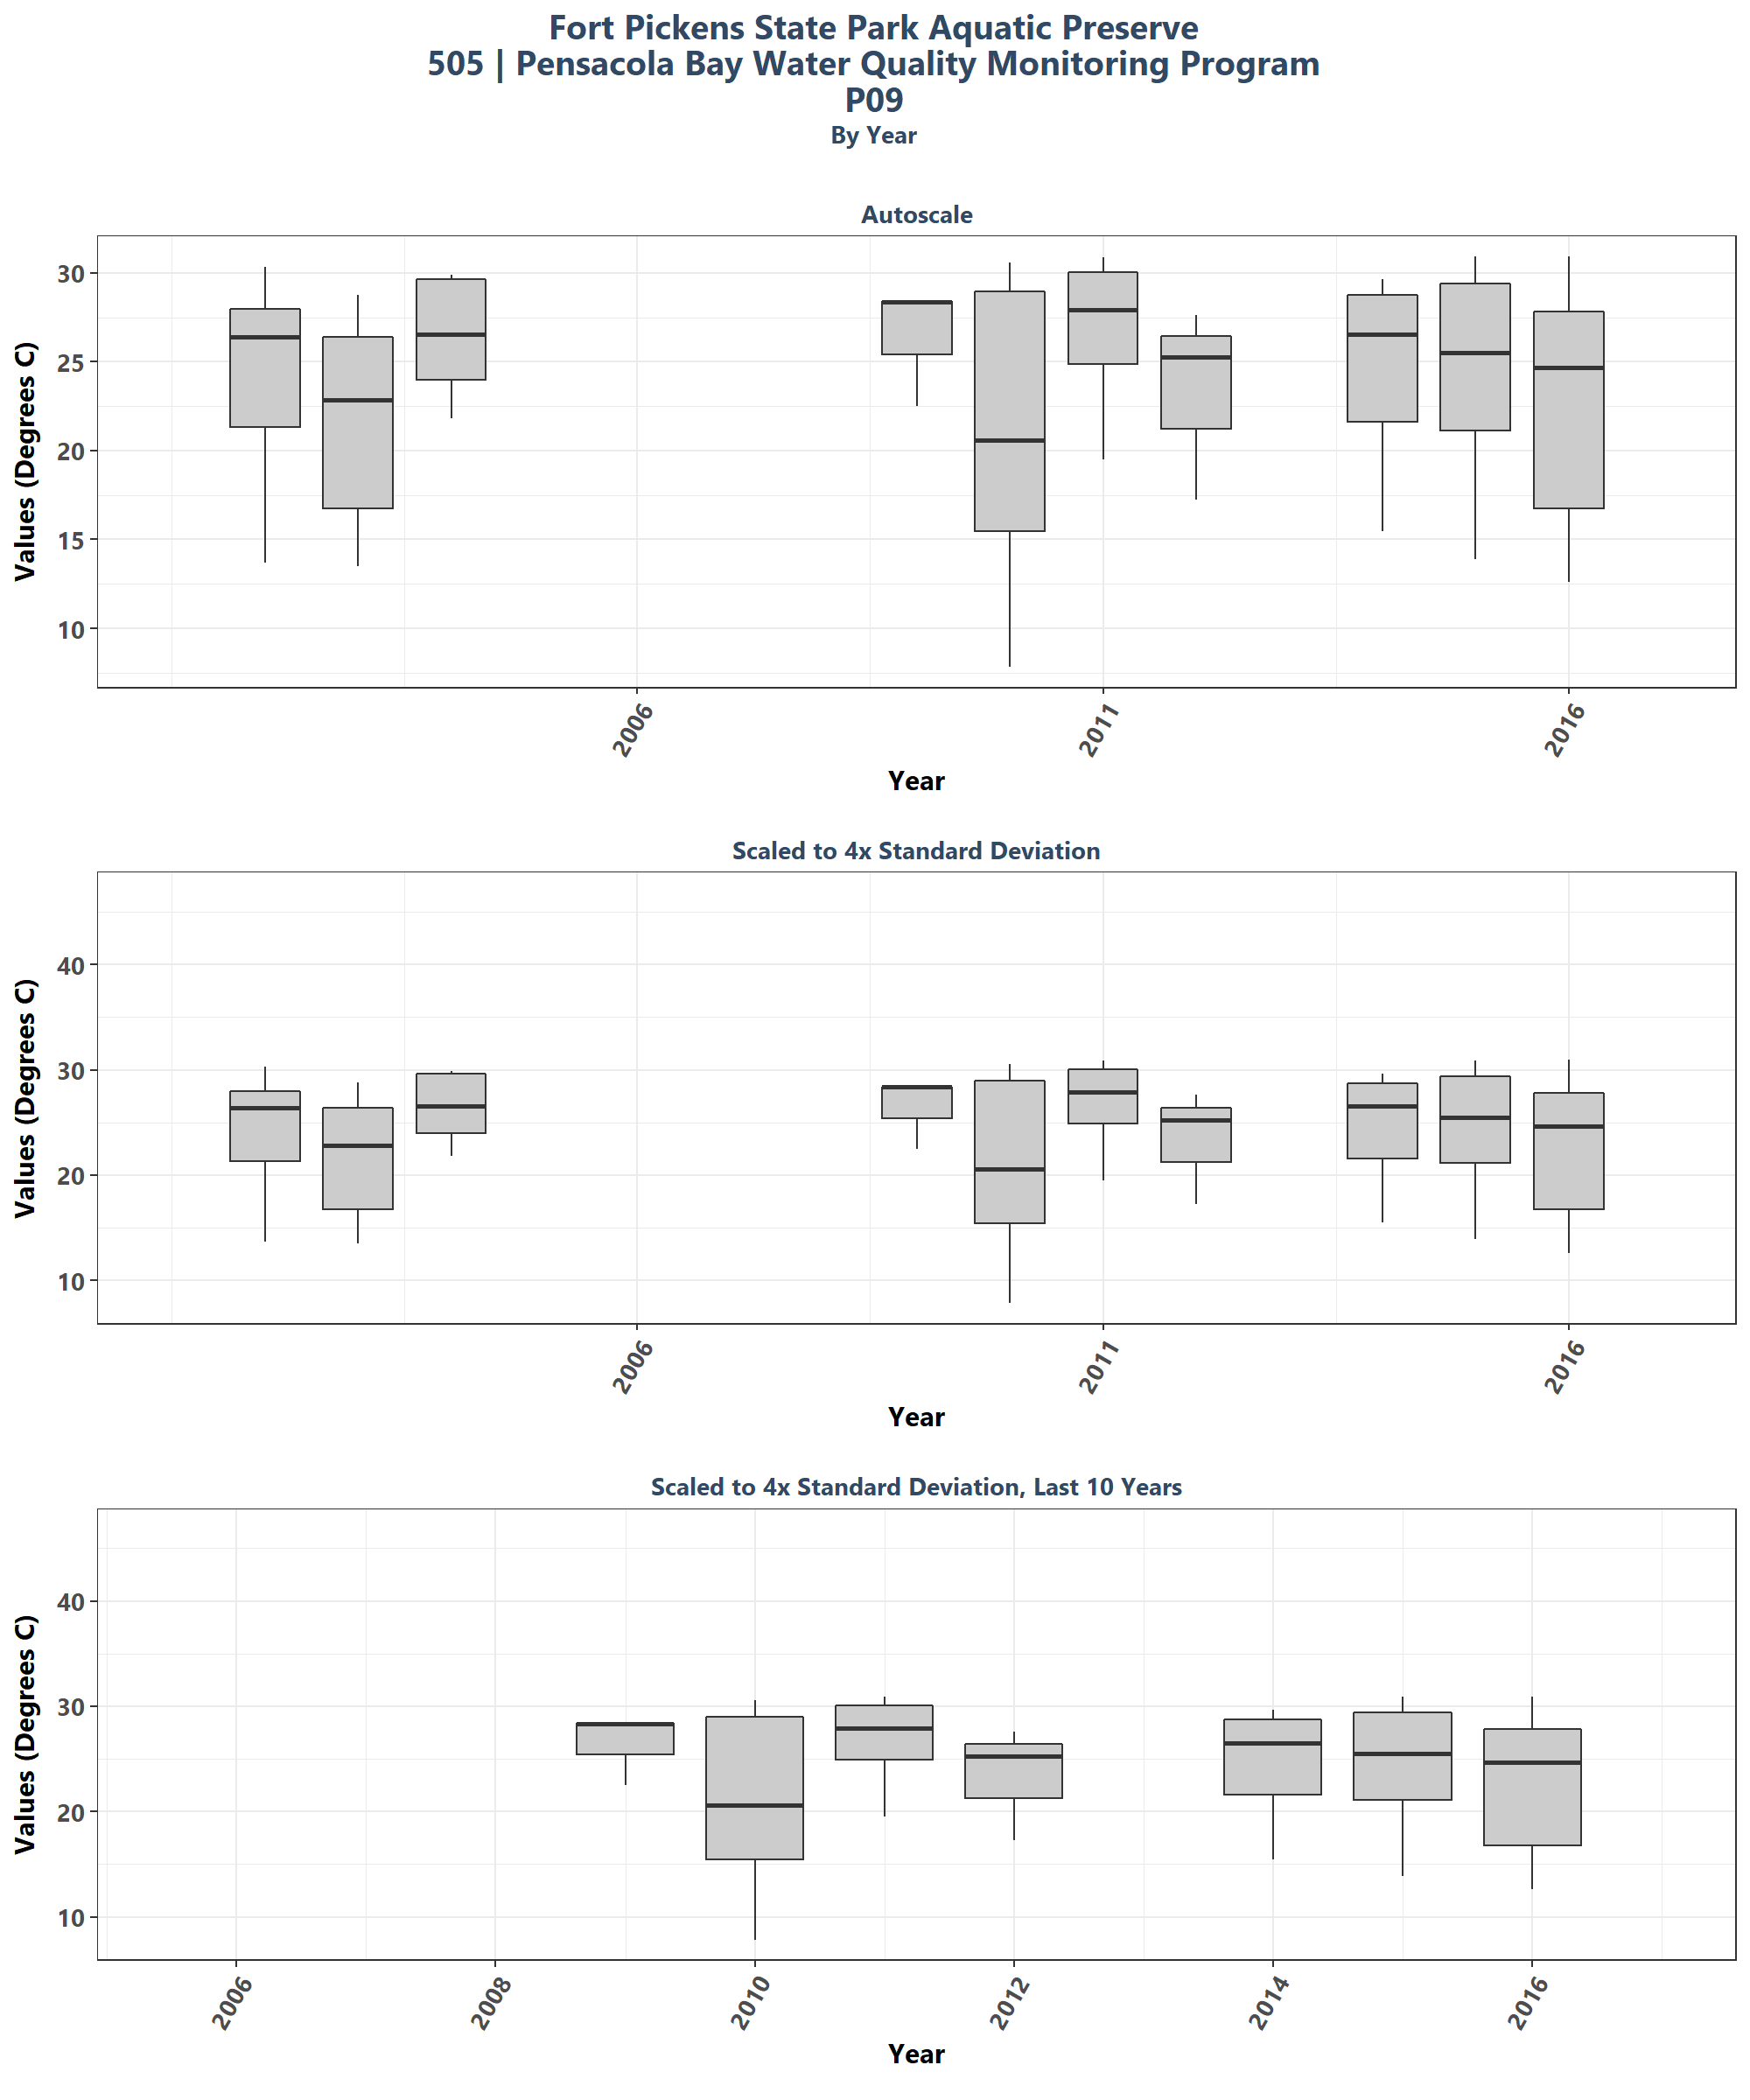 Fort Pickens State Park Aquatic Preserve
505 | Pensacola Bay Water Quality Monitoring Program
P09
By Year
Autoscale
Values (Degrees C)
30
25
20
15
10
2006
2011
2016
Year
Scaled to 4x Standard Deviation
Values (Degrees C)
40
30
20
10
2006
2011
2016
Year
Scaled to 4x Standard Deviation, Last 10 Years
Values (Degrees C)
40
30
20
10
2006
2008
2010
2012
2014
2016
Year